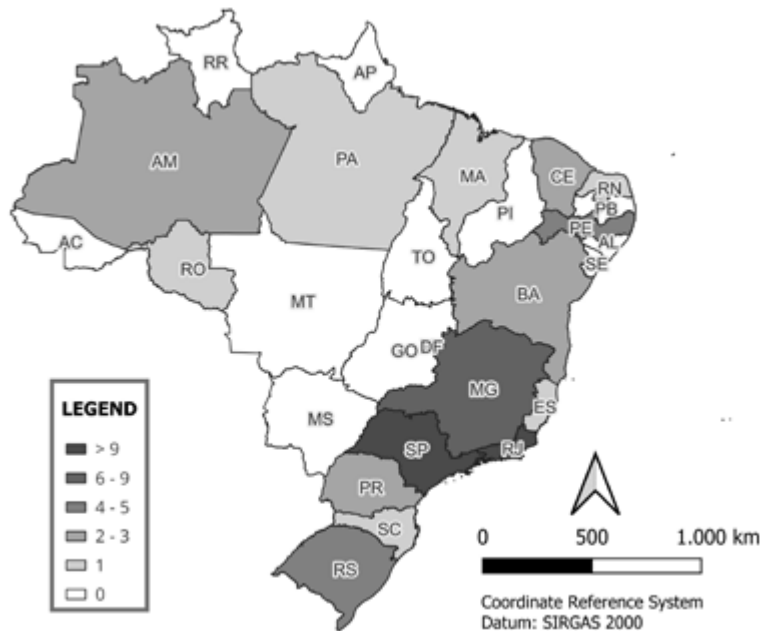 RR
AP
AM
PA
MA
CE
RN
PB
PI
PE
AL
SE
AC
TO
RO
BA
MT
GO
DF
MG
ES
MS
SP
RJ
PR
SC
RS
LEGEND
> 9
6 - 9
4 - 5
2 - 3
1
0
0 500 1.000 km
Coordinate Reference System
Datum: SIRGAS 2000